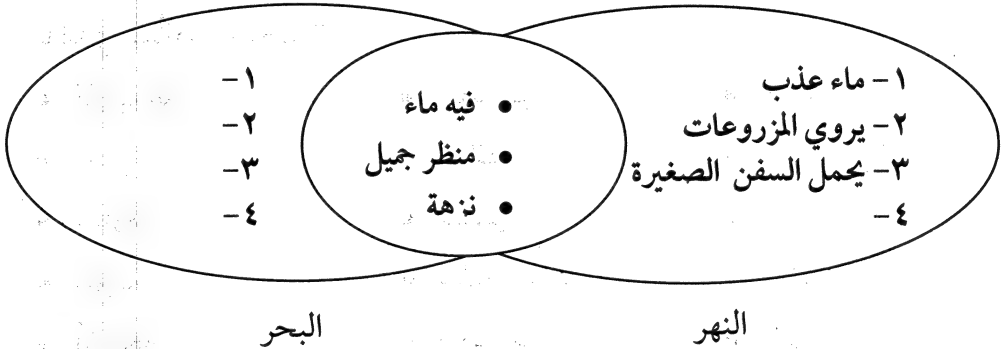 ١- ماء عذب
٢- يروي المزروعات
٣- يحمل السفن الصغيرة
٤-
• فيه ماء
• منظر جميل
• نزهة
١-
٢-
٣-
٤-
النهر
البحر